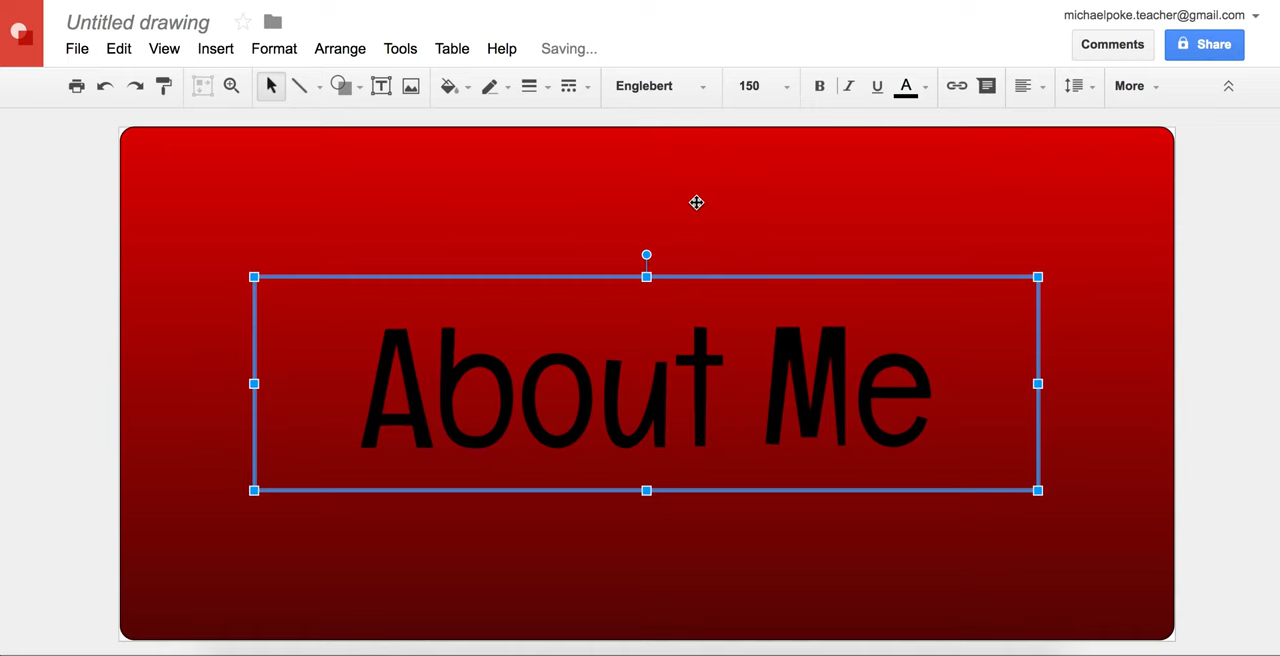 Untitled drawing
michaelpoke.teacher@gmail.com
File Edit View Insert Format Arrange Tools Table Help Saving...
Comments Share
Englebert 150 B I U A More
About Me